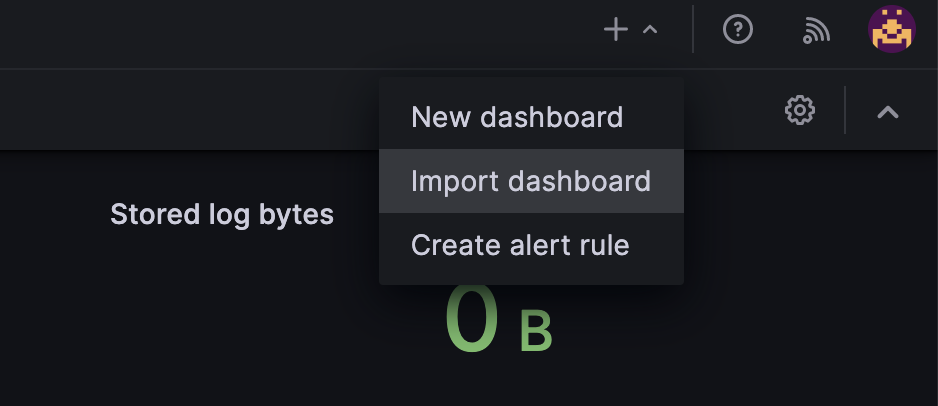 New dashboard
Import dashboard
Stored log bytes
Create alert rule
0 B